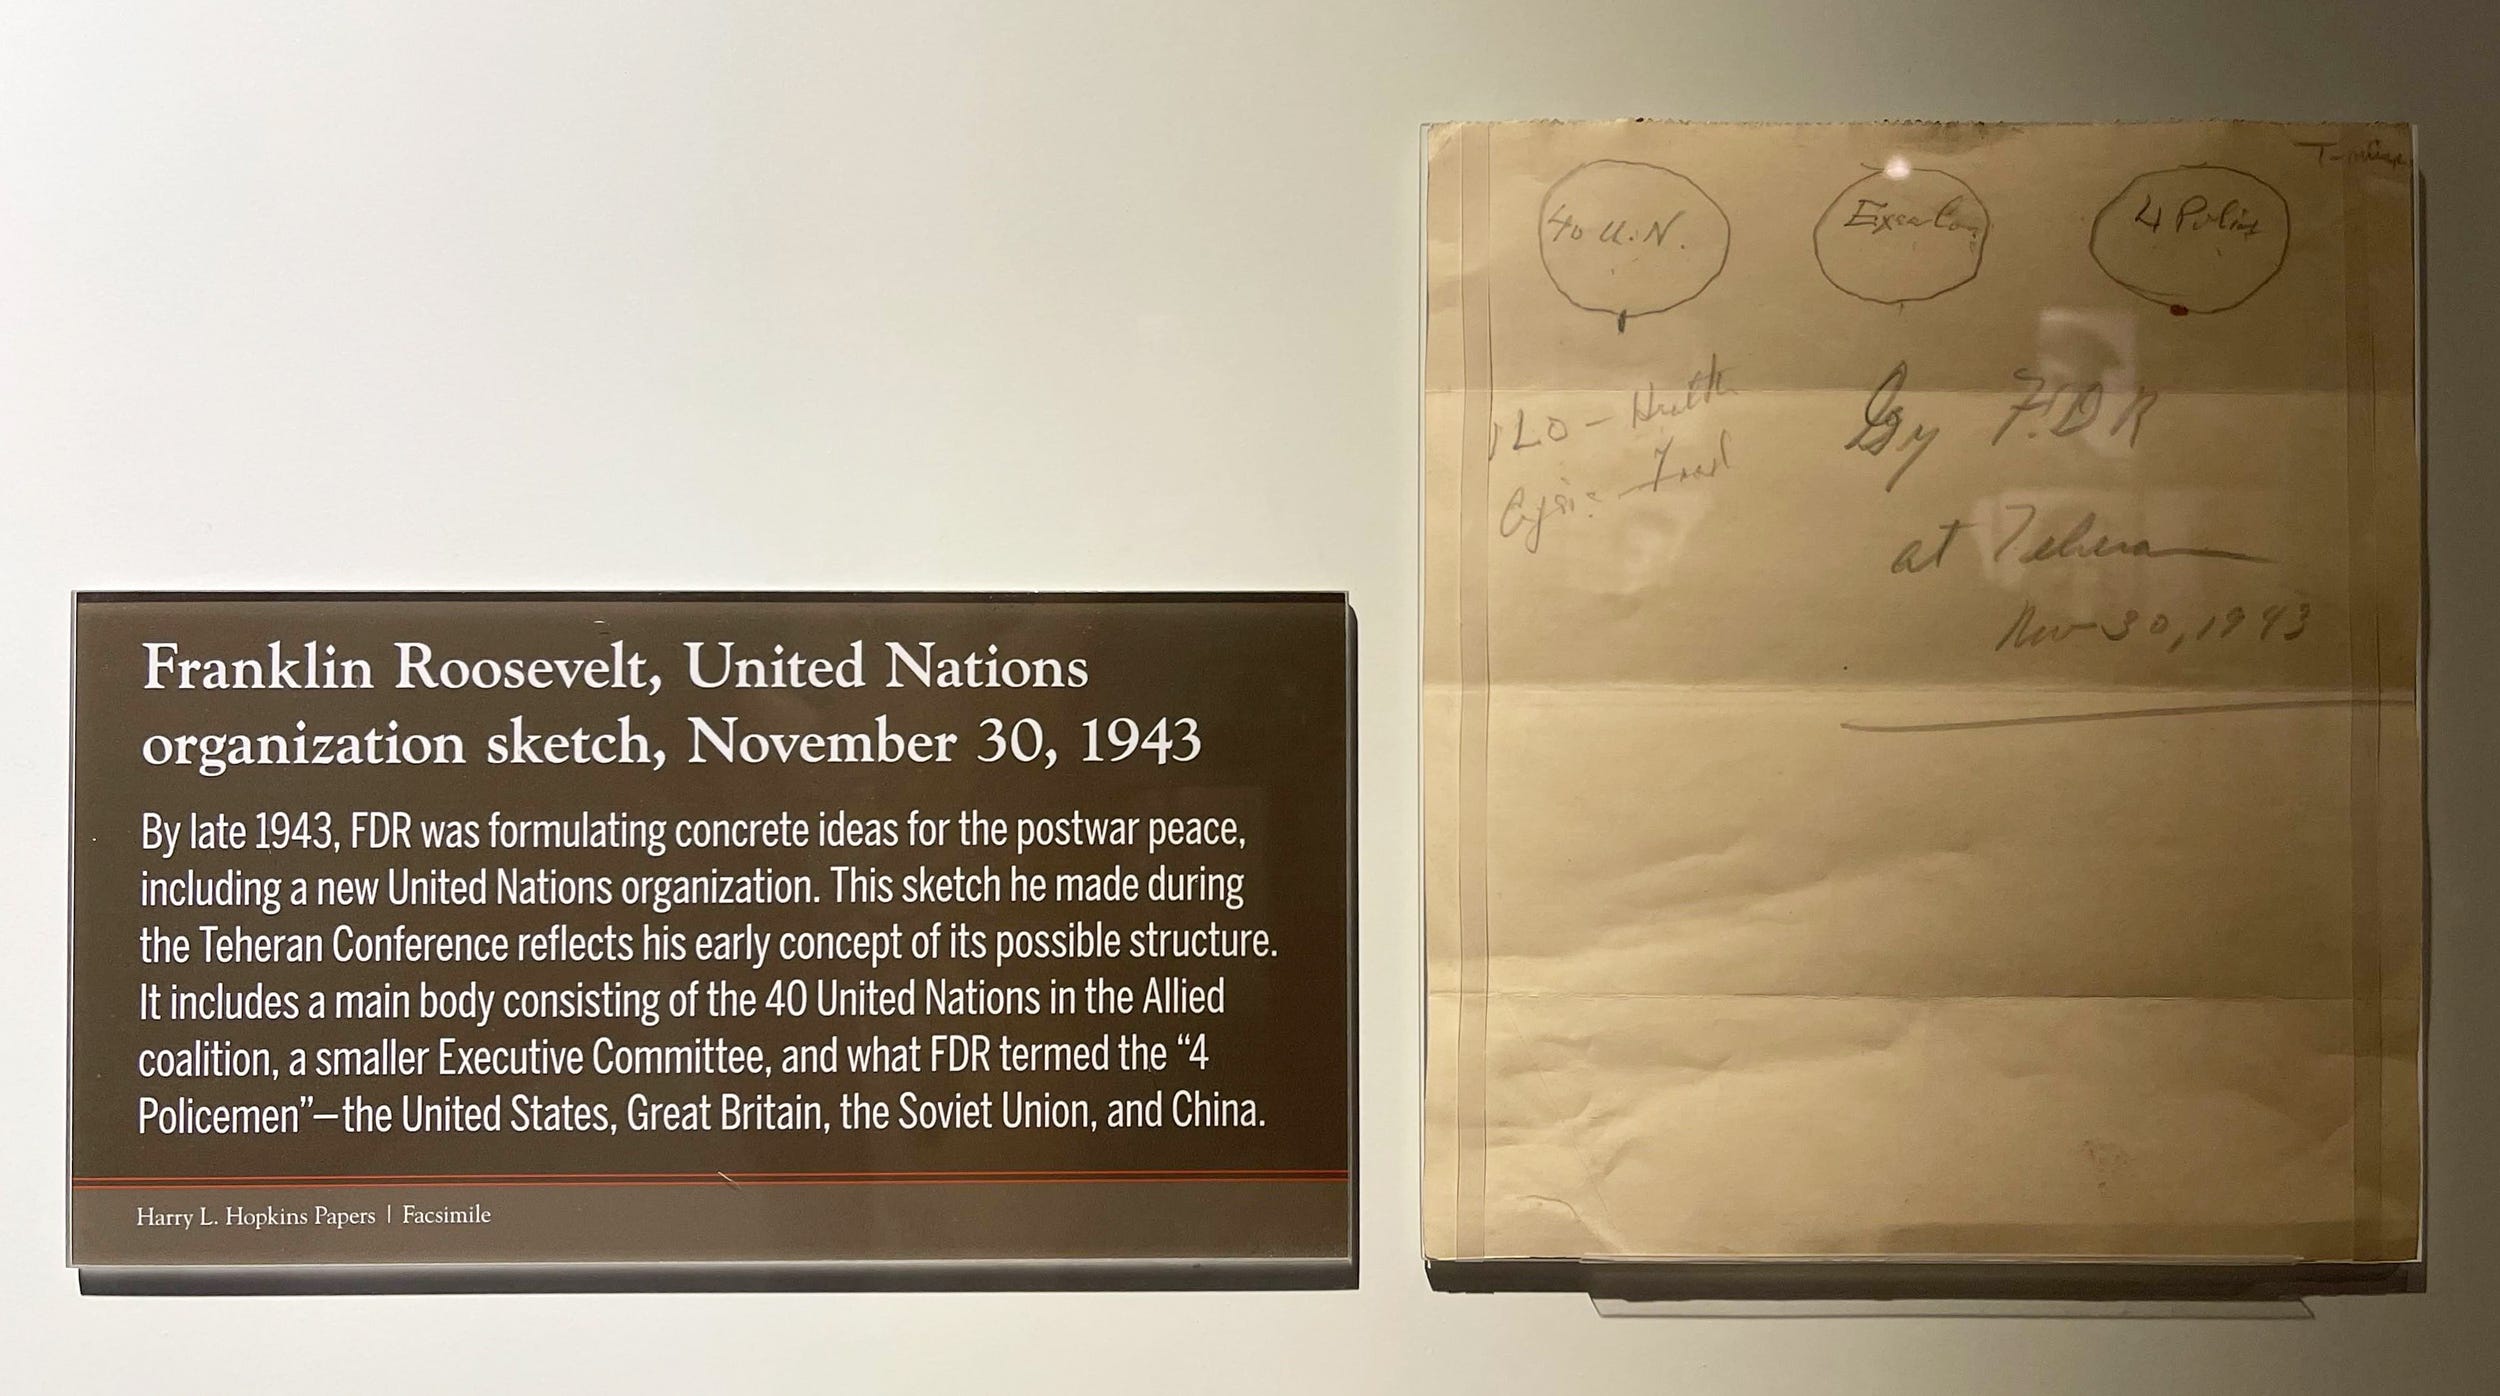 Franklin Roosevelt, United Nations
organization sketch, November 30, 1943
By late 1943, FDR was formulating concrete ideas for the postwar peace,
including a new United Nations organization. This sketch he made during
the Teheran Conference reflects his early concept of its possible structure.
It includes a main body consisting of the 40 United Nations in the Allied
coalition, a smaller Executive Committee, and what FDR termed the “4
Policemen”—the United States, Great Britain, the Soviet Union, and China.
Harry L. Hopkins Papers | Facsimile
40 U.N.
4 Police
ILO - Health
- Food
By F.D.R
at Teheran
Nov 30, 1943